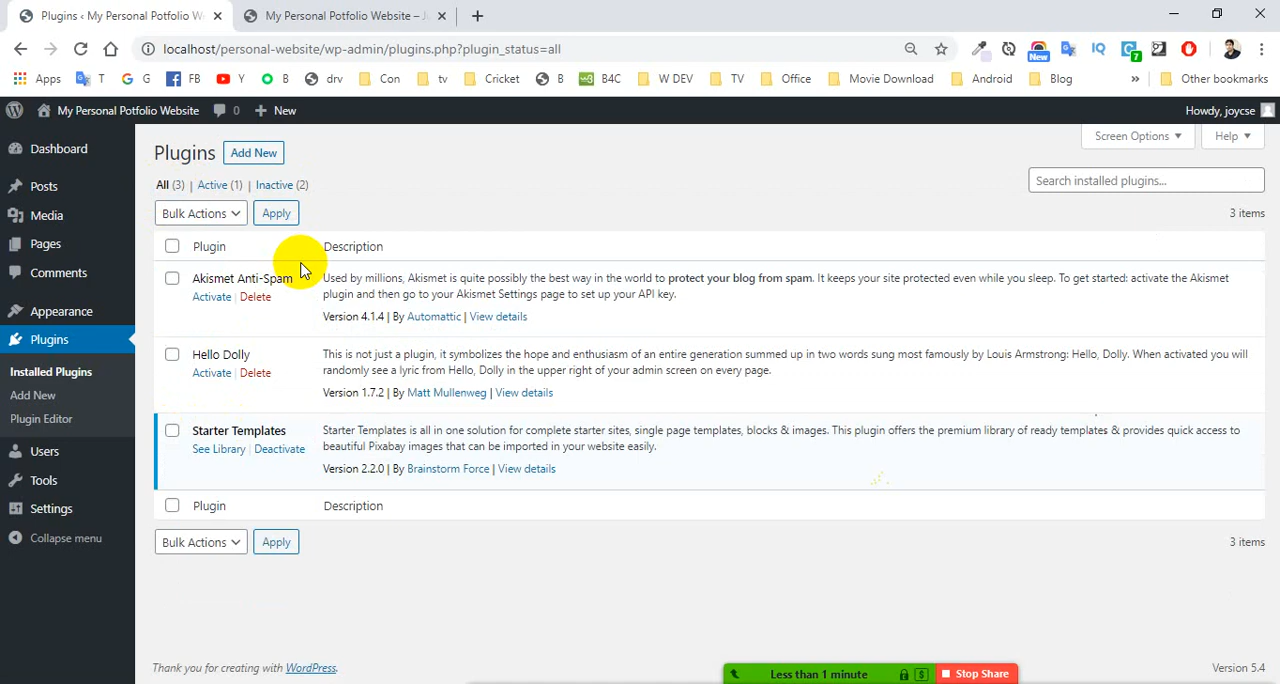 Plugins ‹ My Personal Potfolio W
My Personal Potfolio Website –
localhost/personal-website/wp-admin/plugins.php?plugin_status=all
New
7
Apps
T
G
FB
Y
B
drv
Con
tv
Cricket
B
B4C
W DEV
TV
Office
Movie Download
Android
Blog
»
Other bookmarks
My Personal Potfolio Website
0
New
Howdy, joycse
Dashboard
Posts
Media
Pages
Comments
Appearance
Plugins
Installed Plugins
Add New
Plugin Editor
Users
Tools
Settings
Collapse menu
Screen Options
Help
Plugins
Add New
All (3) | Active (1) | Inactive (2)
Search installed plugins...
Bulk Actions
Apply
3 items
Plugin
Description
Akismet Anti-Spam
Activate | Delete
Used by millions, Akismet is quite possibly the best way in the world to protect your blog from spam. It keeps your site protected even while you sleep. To get started: activate the Akismet
plugin and then go to your Akismet Settings page to set up your API key.
Version 4.1.4 | By Automattic | View details
Hello Dolly
Activate | Delete
This is not just a plugin, it symbolizes the hope and enthusiasm of an entire generation summed up in two words sung most famously by Louis Armstrong: Hello, Dolly. When activated you will
randomly see a lyric from Hello, Dolly in the upper right of your admin screen on every page.
Version 1.7.2 | By Matt Mullenweg | View details
Starter Templates
See Library | Deactivate
Starter Templates is all in one solution for complete starter sites, single page templates, blocks & images. This plugin offers the premium library of ready templates & provides quick access to
beautiful Pixabay images that can be imported in your website easily.
Version 2.2.0 | By Brainstorm Force | View details
Plugin
Description
Bulk Actions
Apply
3 items
Thank you for creating with WordPress.
Version 5.4
Less than 1 minute
Stop Share